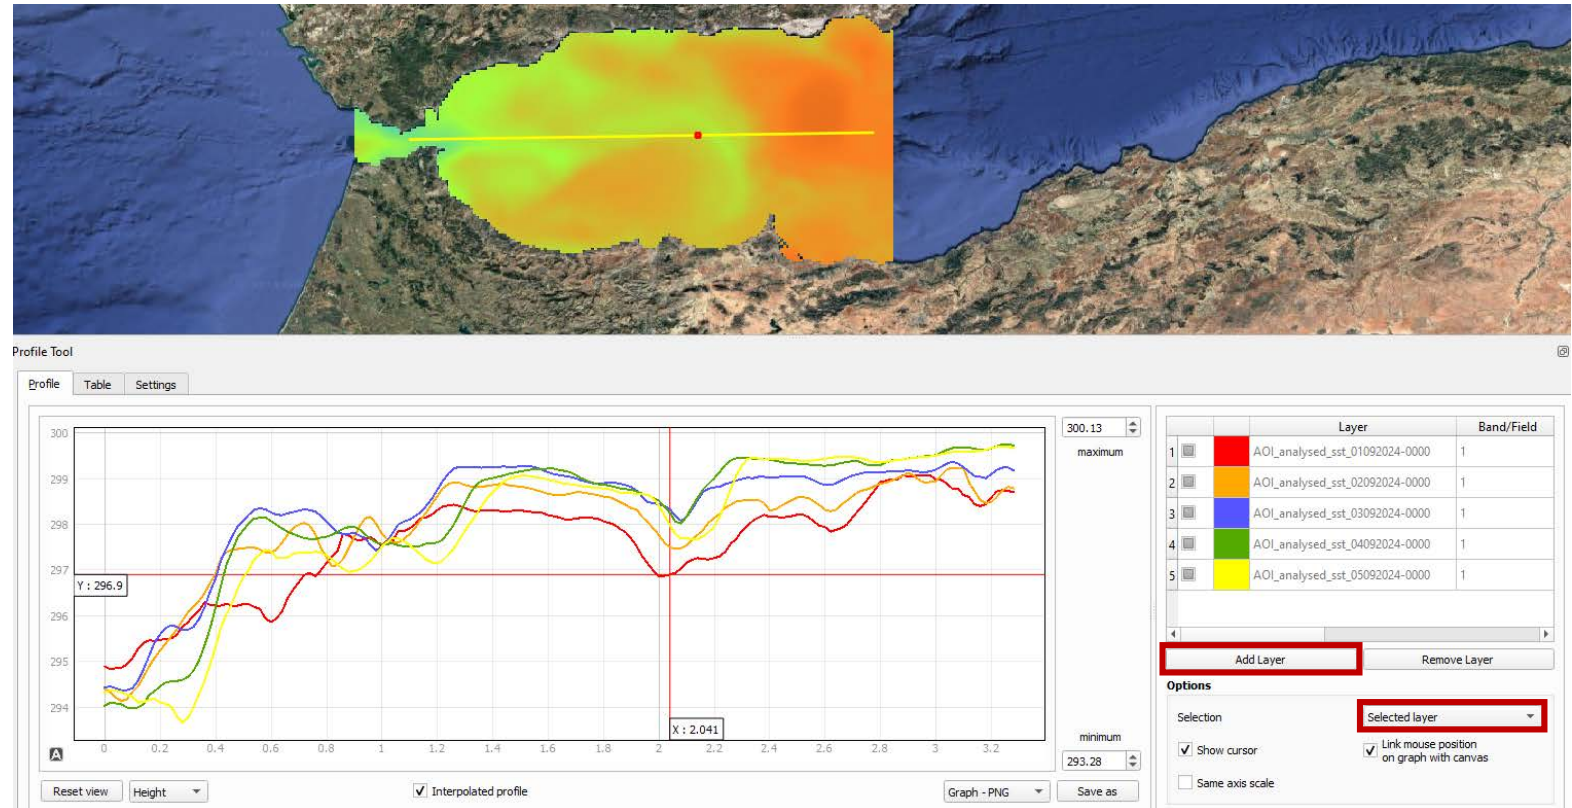 Profile Tool
Profile Table Settings
300
299
298
297
296
295
294
Y : 296.9
X : 2.041
0 0.2 0.4 0.6 0.8 1 1.2 1.4 1.6 1.8 2 2.2 2.4 2.6 2.8 3 3.2
A
300.13
maximum
minimum
293.28
Reset view Height Interpolated profile Graph - PNG Save as
Layer Band/Field
1 AOI_analysed_sst_01092024-0000 1
2 AOI_analysed_sst_02092024-0000 1
3 AOI_analysed_sst_03092024-0000 1
4 AOI_analysed_sst_04092024-0000 1
5 AOI_analysed_sst_05092024-0000 1
Add Layer Remove Layer
Options
Selection Selected layer
Show cursor Link mouse position
on graph with canvas
Same axis scale